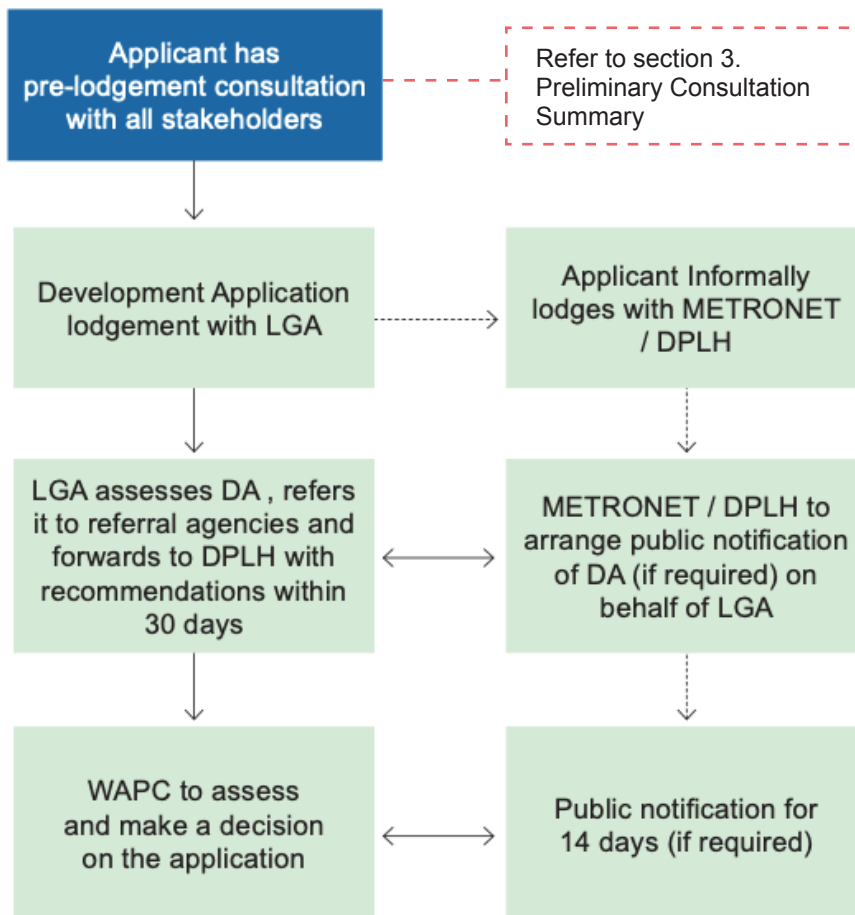 Applicant has
pre-lodgement consultation
with all stakeholders
Refer to section 3.
Preliminary Consultation
Summary
Development Application
lodgement with LGA
Applicant Informally
lodges with METRONET
/ DPLH
LGA assesses DA , refers
it to referral agencies and
forwards to DPLH with
recommendations within
30 days
METRONET / DPLH to
arrange public notification
of DA (if required) on
behalf of LGA
WAPC to assess
and make a decision
on the application
Public notification for
14 days (if required)